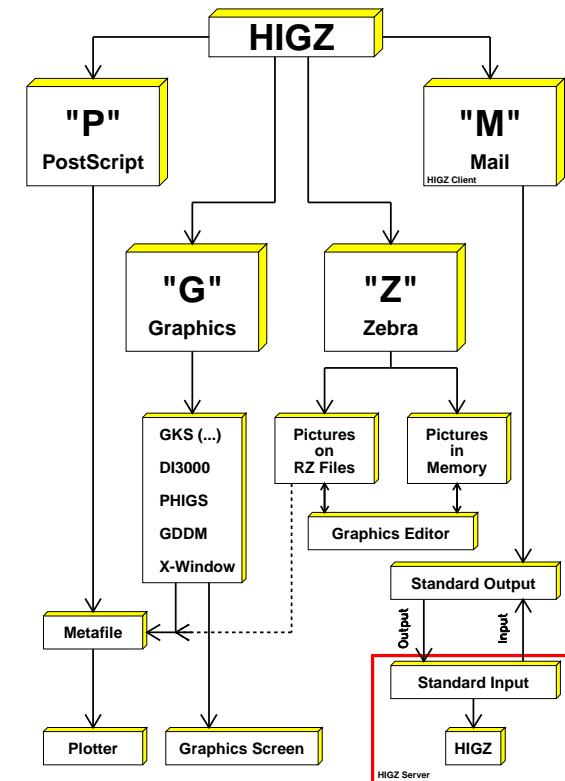 HIGZ
"P"
PostScript
"M"
Mail
HIGZ Client
"G"
Graphics
"Z"
Zebra
GKS (...)
DI3000
PHIGS
GDDM
X-Window
Pictures
on
RZ Files
Pictures
in
Memory
Graphics Editor
Standard Output
Metafile
Output
Input
Standard Input
Plotter
Graphics Screen
HIGZ
HIGZ Server